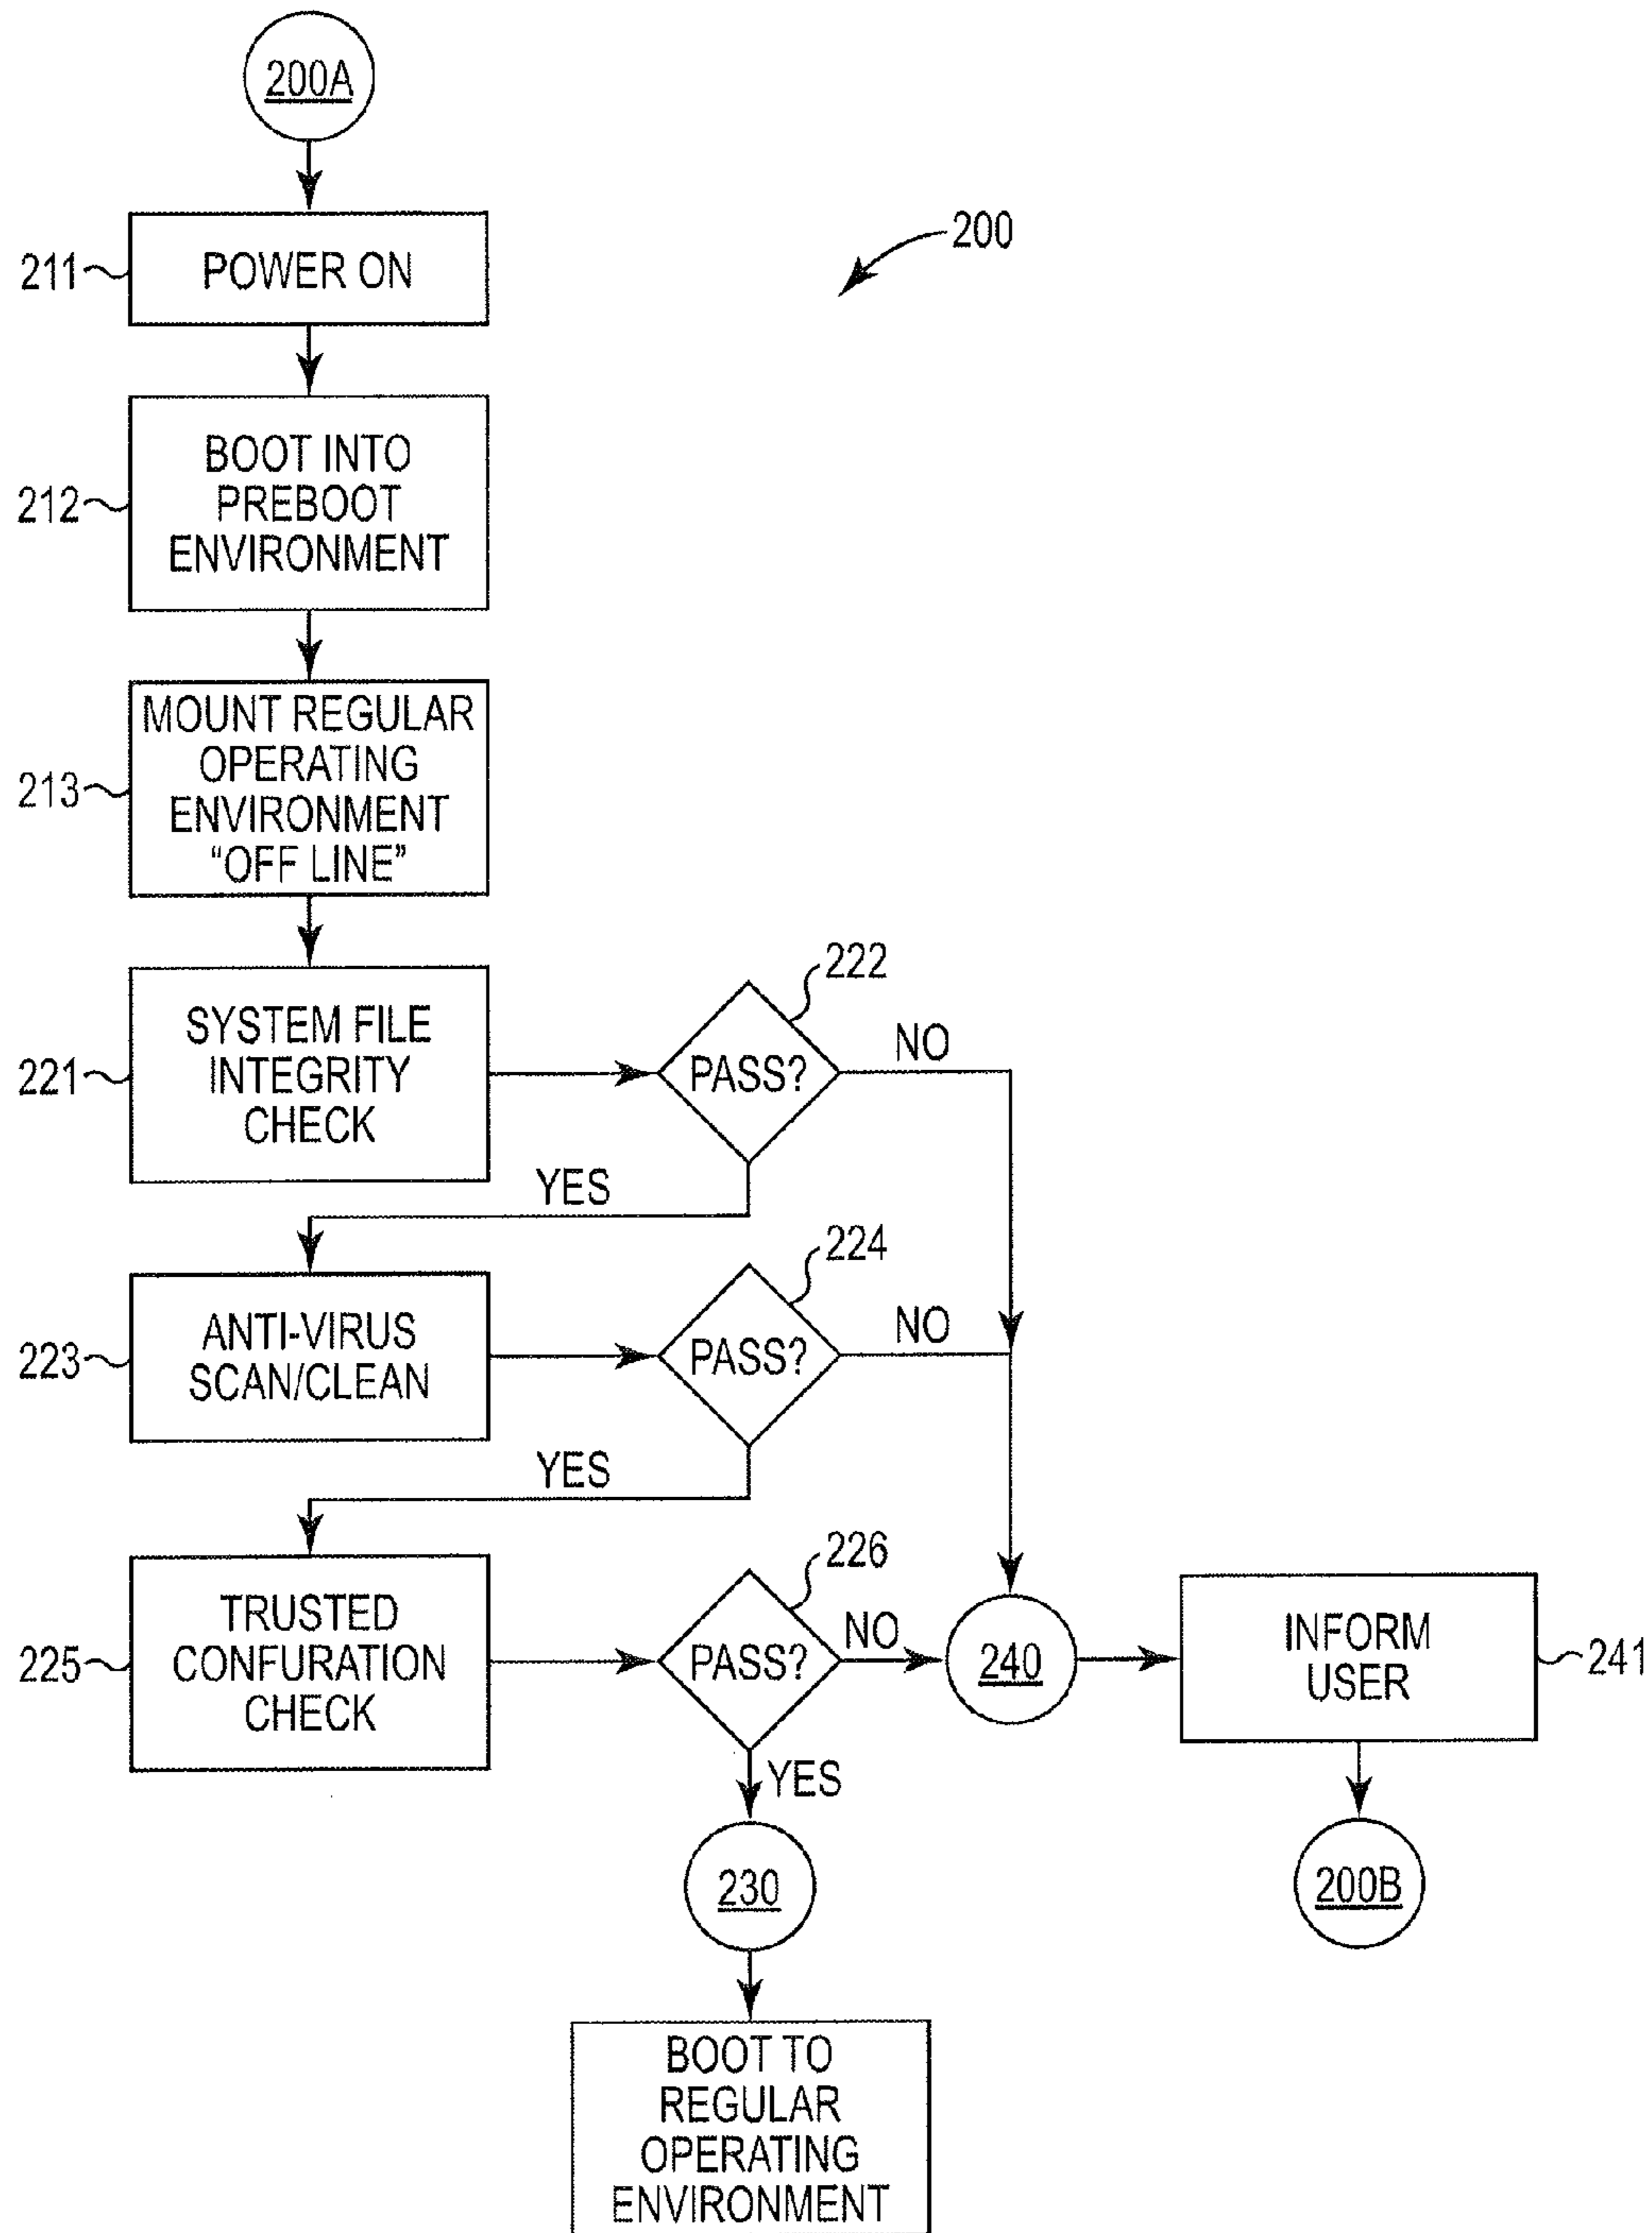 200A
200
211
POWER ON
212
BOOT INTO
PREBOOT
ENVIRONMENT
213
MOUNT REGULAR
OPERATING
ENVIRONMENT
“OFF LINE”
221
SYSTEM FILE
INTEGRITY
CHECK
222
PASS?
NO
YES
223
ANTI-VIRUS
SCAN/CLEAN
224
PASS?
NO
YES
225
TRUSTED
CONFURATION
CHECK
226
PASS?
NO
240
INFORM
USER
241
YES
230
200B
BOOT TO
REGULAR
OPERATING
ENVIRONMENT